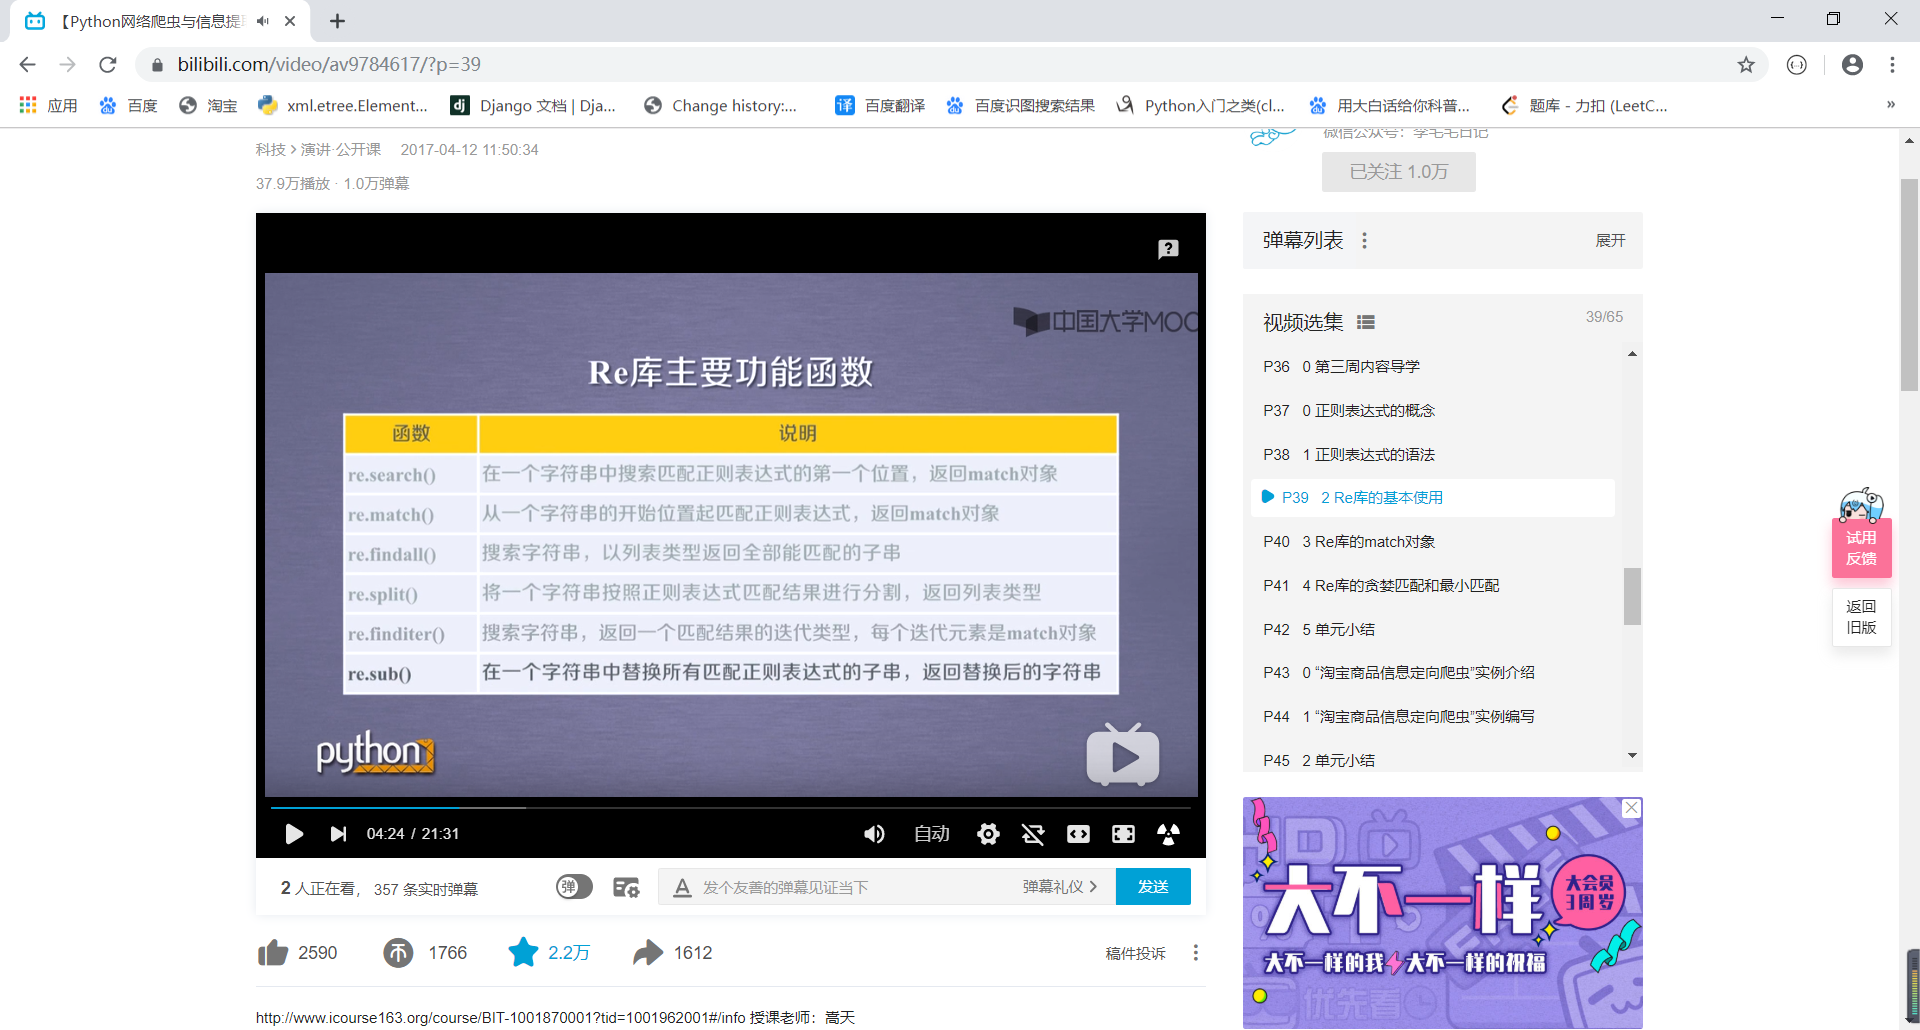 【Python网络爬虫与信息提
bilibili.com/video/av9784617/?p=39
应用
百度
淘宝
xml.etree.Element...
Django 文档 | Dja...
Change history:...
百度翻译
百度识图搜索结果
Python入门之类(cl...
用大白话给你科普...
题库 - 力扣 (LeetC...
科技 > 演讲·公开课 2017-04-12 11:50:34
37.9万播放 · 1.0万弹幕
微信公众号：李毛毛日记
已关注 1.0万
中国大学MOO
Re库主要功能函数
函数 说明
re.search() 在一个字符串中搜索匹配正则表达式的第一个位置，返回match对象
re.match() 从一个字符串的开始位置起匹配正则表达式，返回match对象
re.findall() 搜索字符串，以列表类型返回全部能匹配的子串
re.split() 将一个字符串按照正则表达式匹配结果进行分割，返回列表类型
re.finditer() 搜索字符串，返回一个匹配结果的迭代类型，每个迭代元素是match对象
re.sub() 在一个字符串中替换所有匹配正则表达式的子串，返回替换后的字符串
python
04:24 / 21:31
自动
2 人正在看， 357 条实时弹幕
弹
发个友善的弹幕见证当下
弹幕礼仪 >
发送
2590
1766
2.2万
1612
稿件投诉
http://www.icourse163.org/course/BIT-1001870001?tid=1001962001#/info 授课老师：嵩天
弹幕列表
展开
视频选集
39/65
P36 0 第三周内容导学
P37 0 正则表达式的概念
P38 1 正则表达式的语法
P39 2 Re库的基本使用
P40 3 Re库的match对象
P41 4 Re库的贪婪匹配和最小匹配
P42 5 单元小结
P43 0 “淘宝商品信息定向爬虫”实例介绍
P44 1 “淘宝商品信息定向爬虫”实例编写
P45 2 单元小结
试用
反馈
返回
旧版
大不一样
大会员
3周岁
大不一样的我 大不一样的祝福
优先看